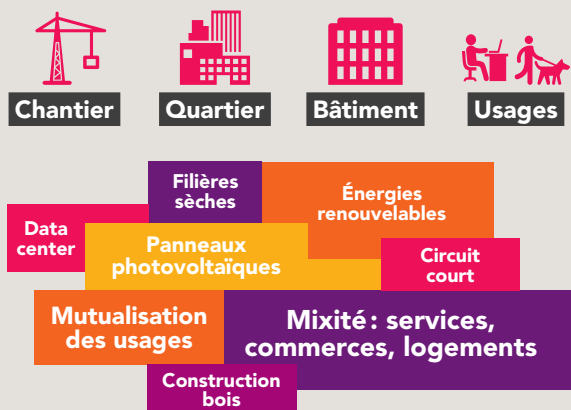 Chantier
Quartier
Bâtiment
Usages
Filières
sèches
Énergies
renouvelables
Data
center
Panneaux
photovoltaïques
Circuit
court
Mutualisation
des usages
Mixité : services,
commerces, logements
Construction
bois